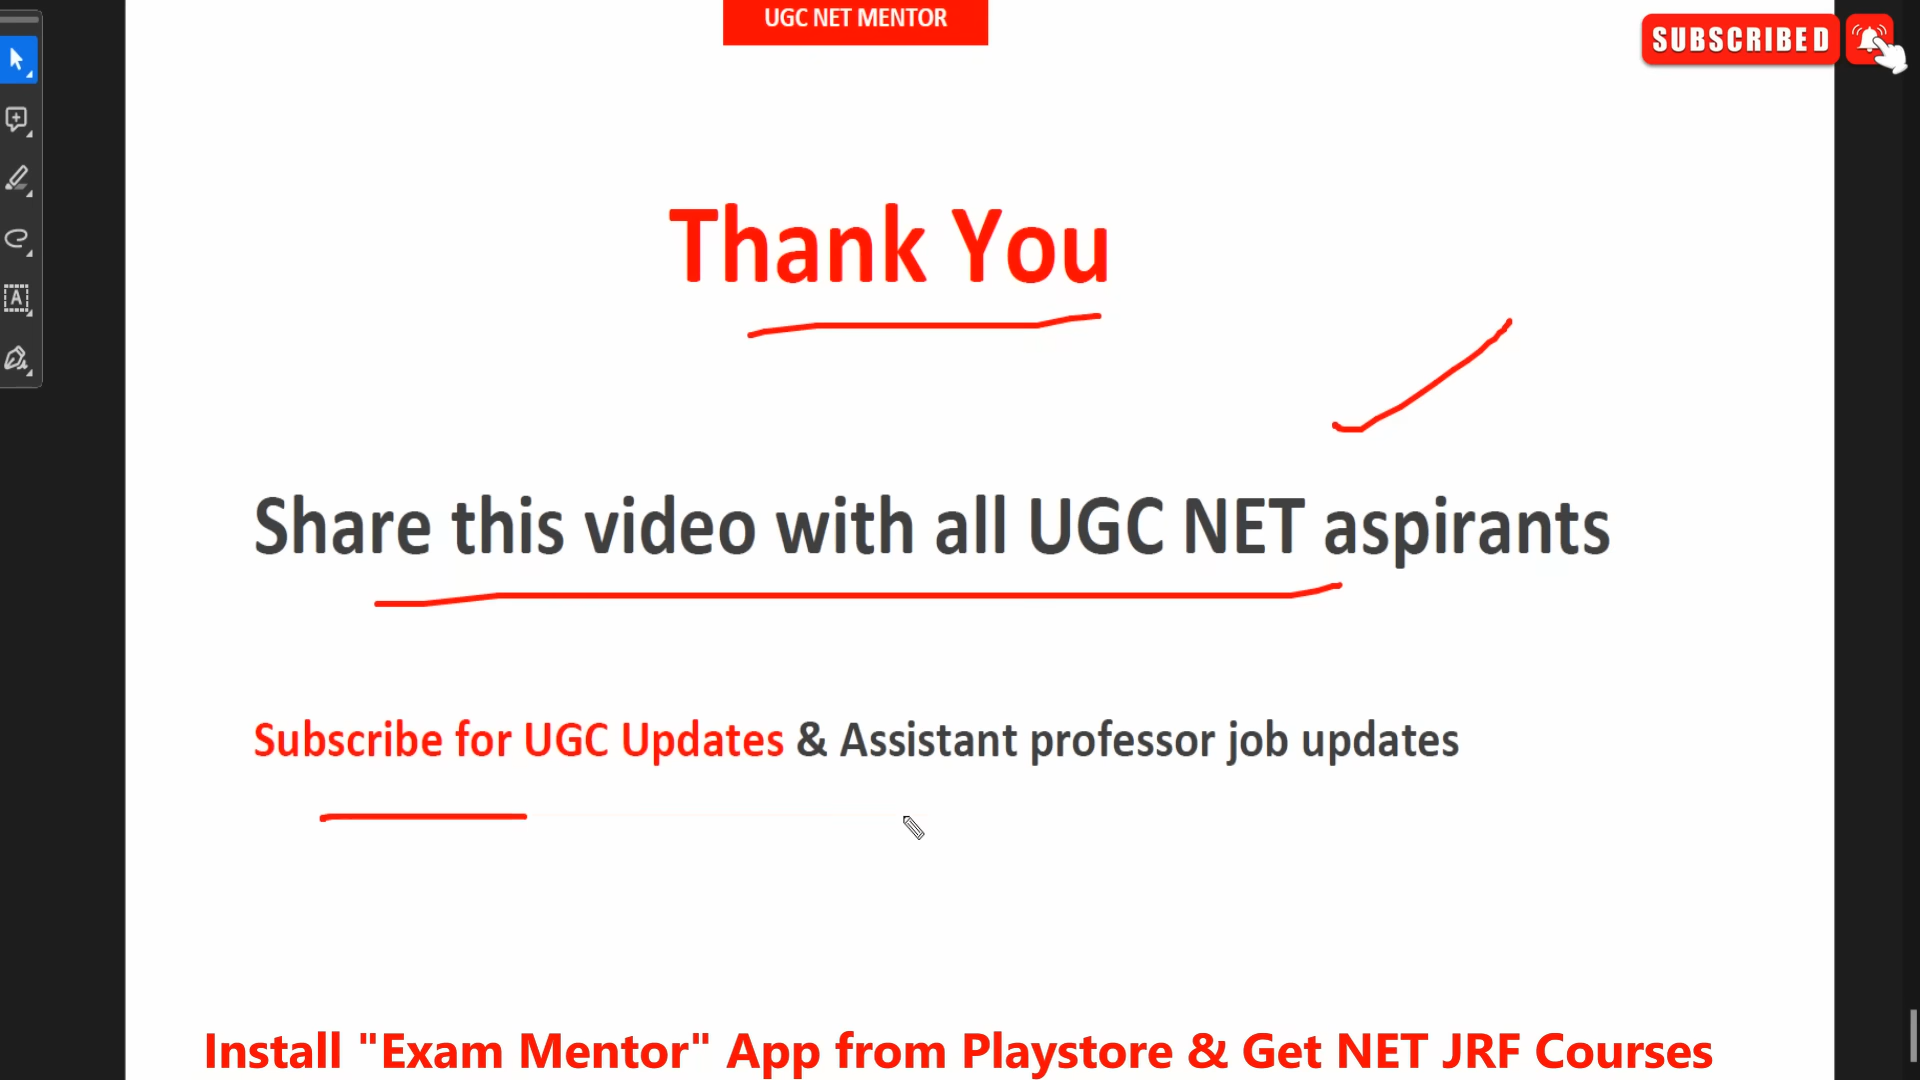 UGC NET MENTOR
SUBSCRIBED
Thank You
Share this video with all UGC NET aspirants
Subscribe for UGC Updates & Assistant professor job updates
Install "Exam Mentor" App from Playstore & Get NET JRF Courses